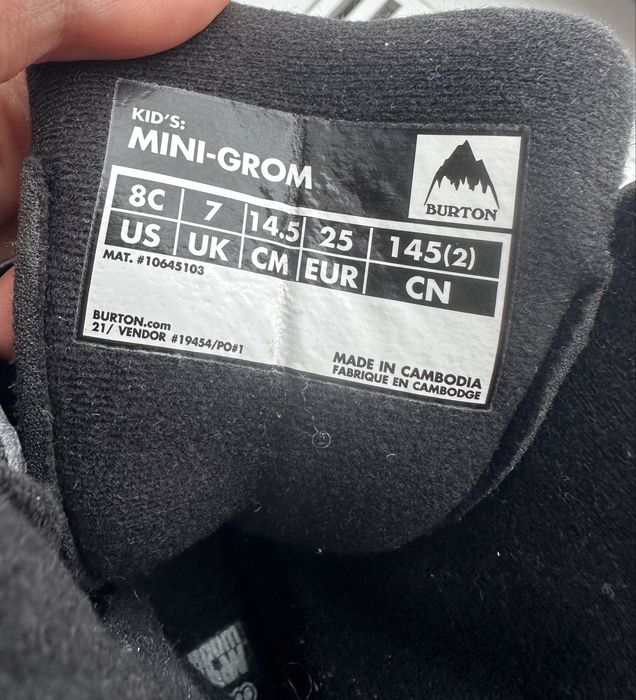 KID'S:
MINI-GROM
BURTON
8C 7 14.5 25 145(2)
US UK CM EUR CN
MAT. #10645103
BURTON.com
21/ VENDOR #19454/PO#1
MADE IN CAMBODIA
FABRIQUE EN CAMBODGE